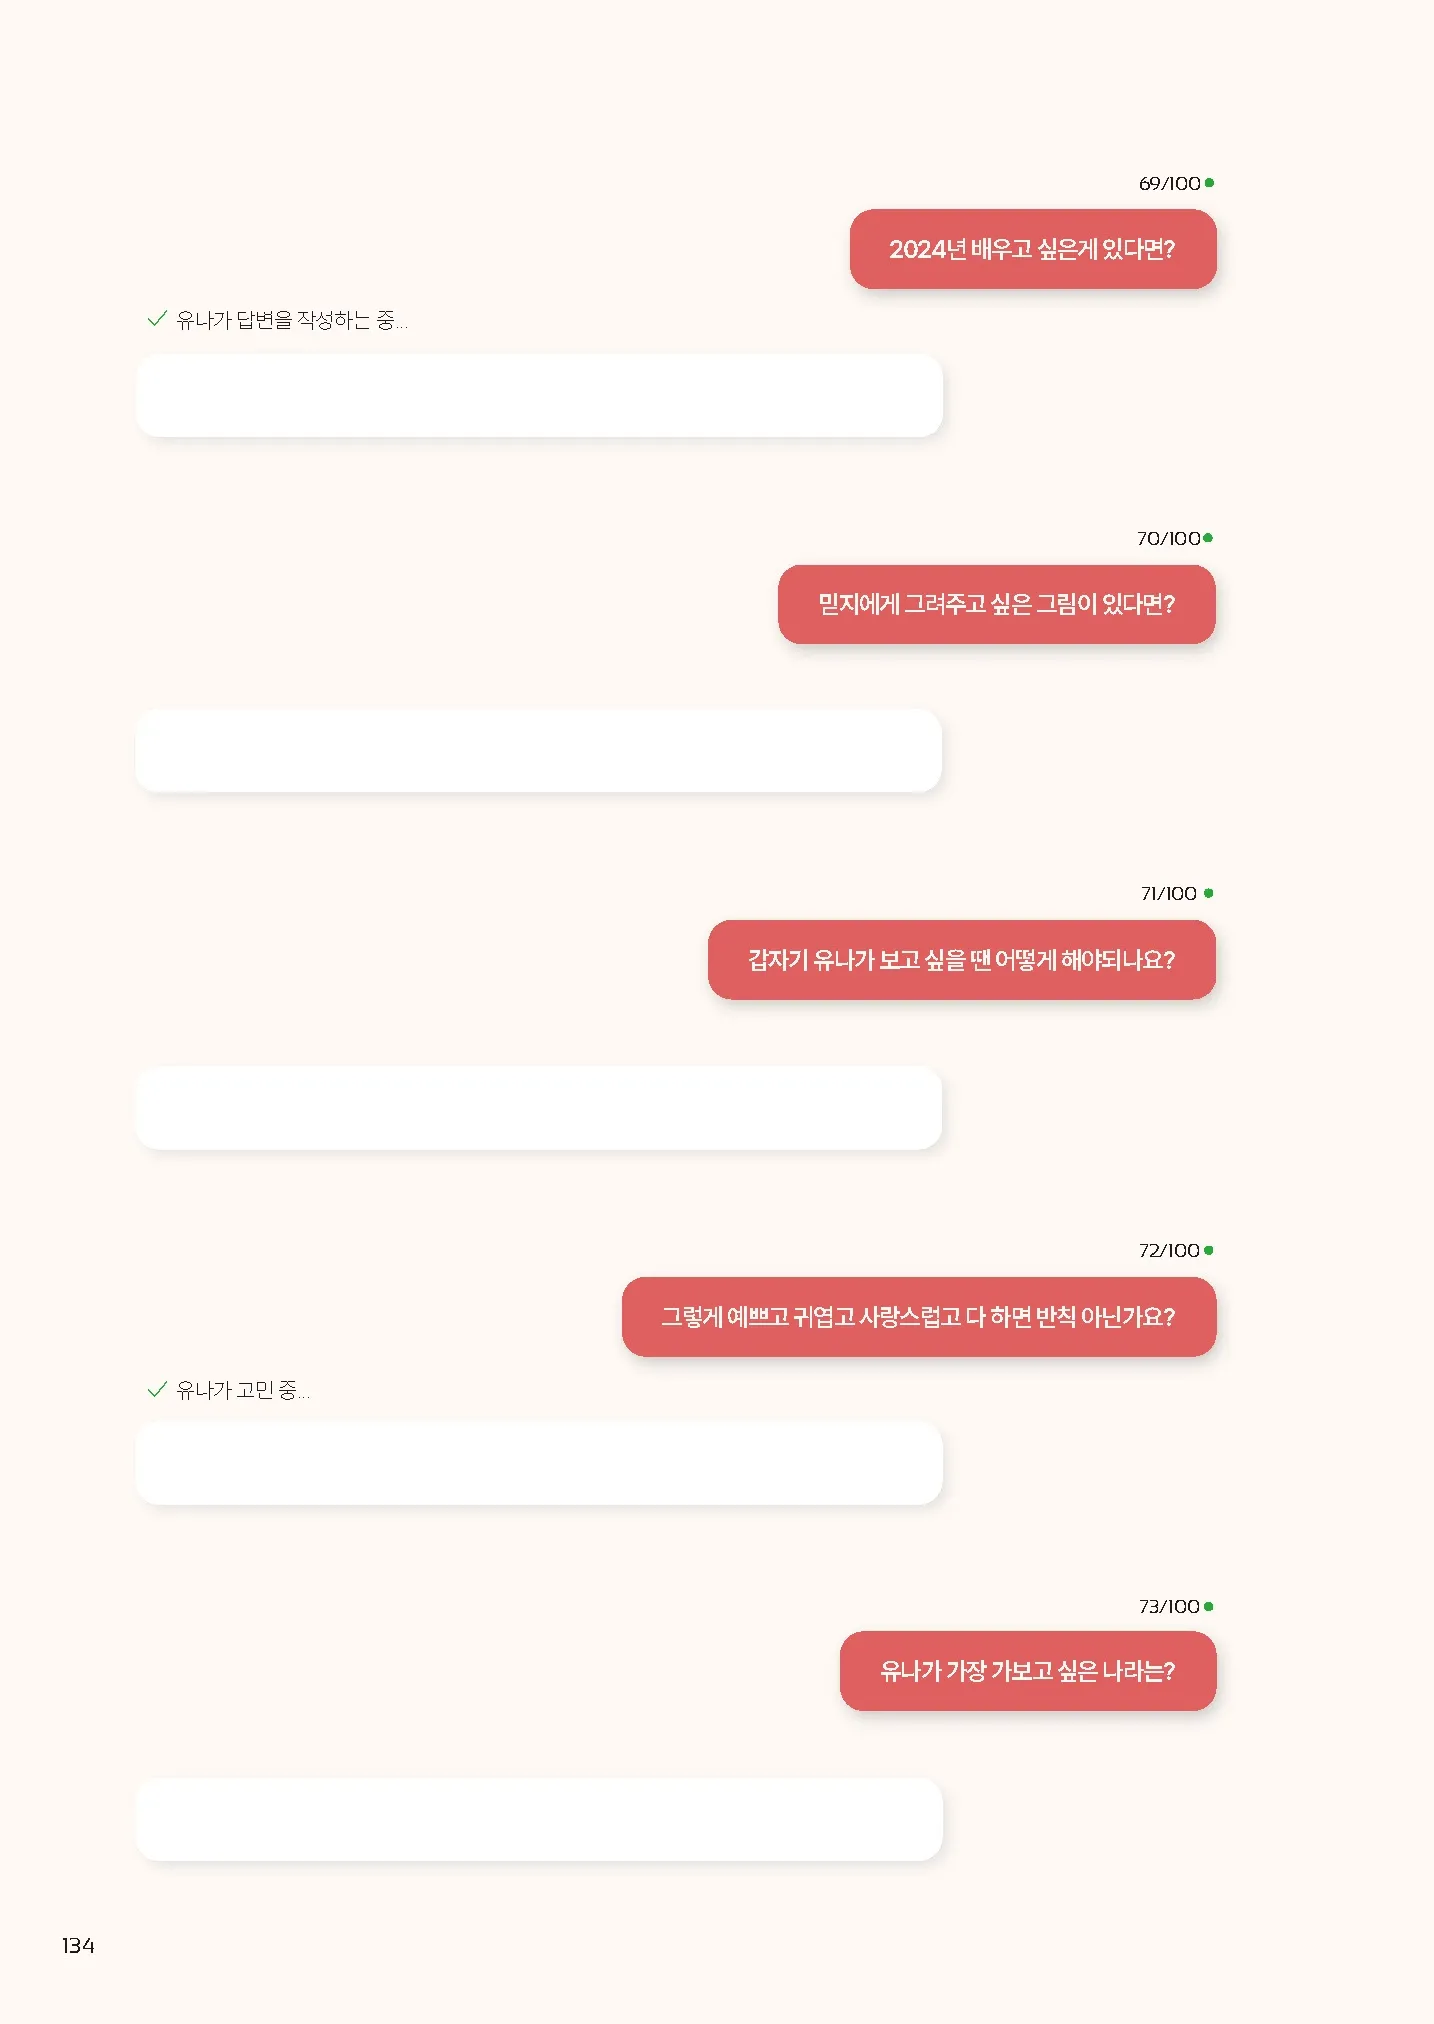 69/100
2024년 배우고 싶은게 있다면?
유나가 답변을 작성하는 중...
70/100
믿지에게 그려주고 싶은 그림이 있다면?
71/100
갑자기 유나가 보고 싶을 땐 어떻게 해야되나요?
72/100
그렇게 예쁘고 귀엽고 사랑스럽고 다 하면 반칙 아닌가요?
유나가 고민 중...
73/100
유나가 가장 가보고 싶은 나라는?
134